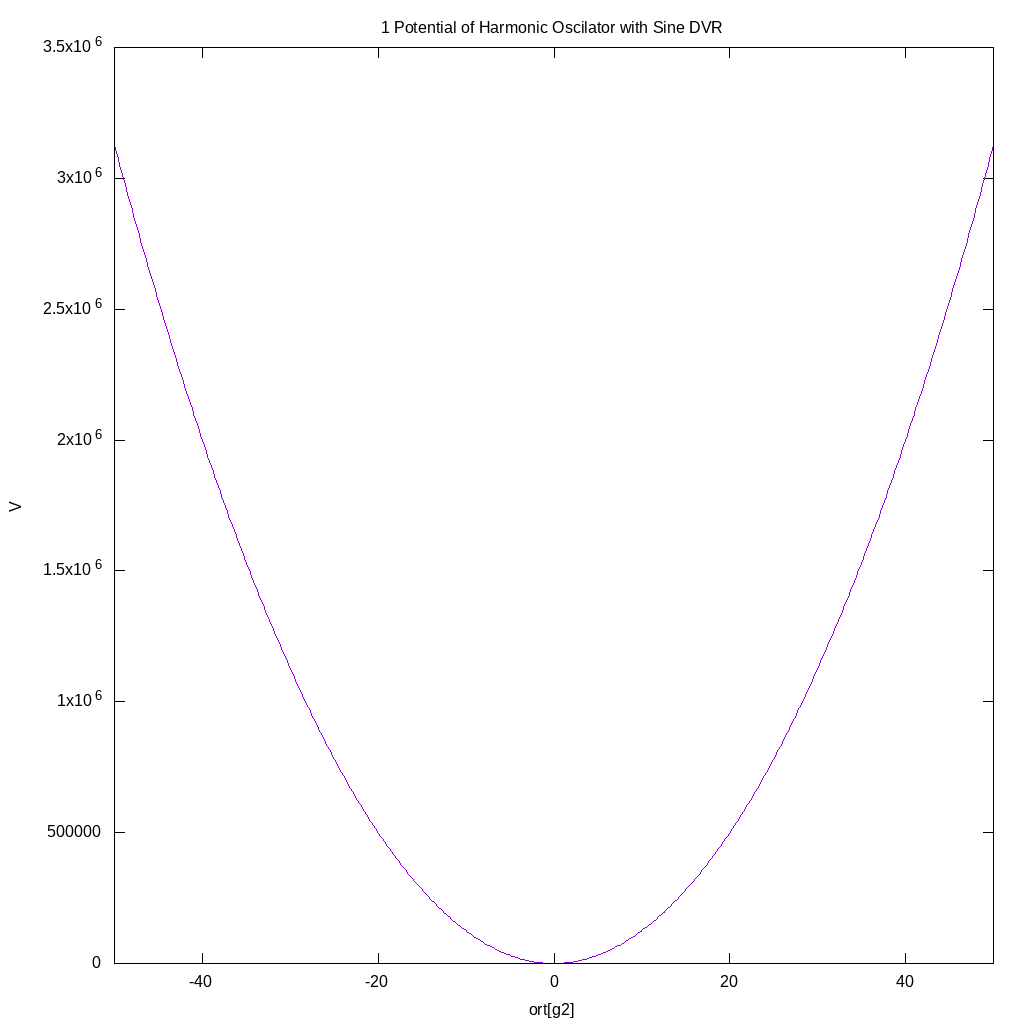 1 Potential of Harmonic Oscilator with Sine DVR
3.5x10^6
3x10^6
2.5x10^6
2x10^6
1.5x10^6
1x10^6
500000
0
V
-40 -20 0 20 40
ort[g2]